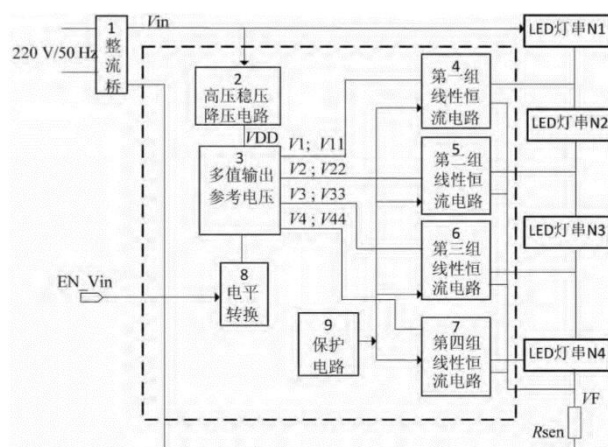 220 V/50 Hz
1
整
流
桥
Vin
2
高压稳压
降压电路
VDD
3
多值输出
参考电压
V1；V11
V2；V22
V3；V33
V4；V44
EN_Vin
8
电平
转换
9
保护
电路
4
第一组
线性恒
流电路
5
第二组
线性恒
流电路
6
第三组
线性恒
流电路
7
第四组
线性恒
流电路
LED灯串N1
LED灯串N2
LED灯串N3
LED灯串N4
VF
Rsen